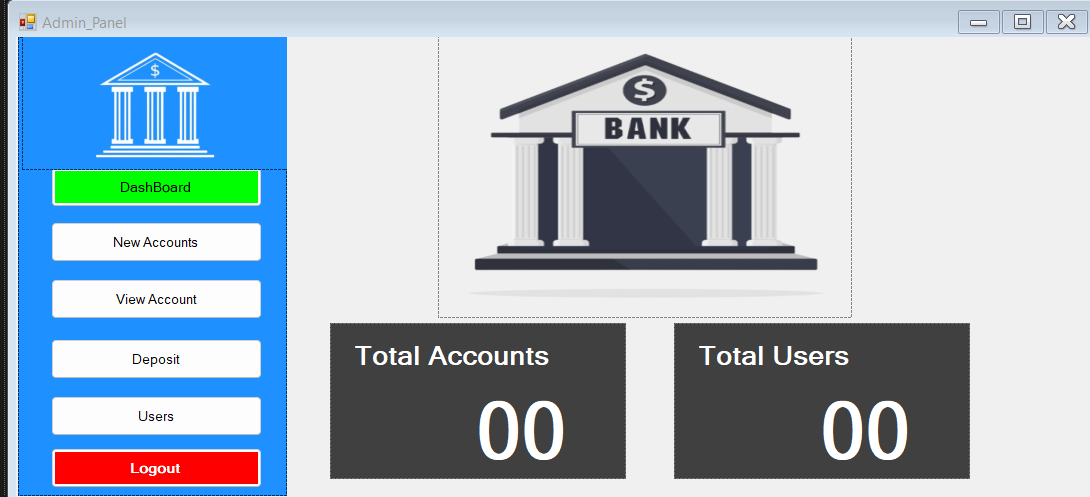 Admin_Panel
$
DashBoard
New Accounts
View Account
Deposit
Users
Logout
$
BANK
Total Accounts
00
Total Users
00